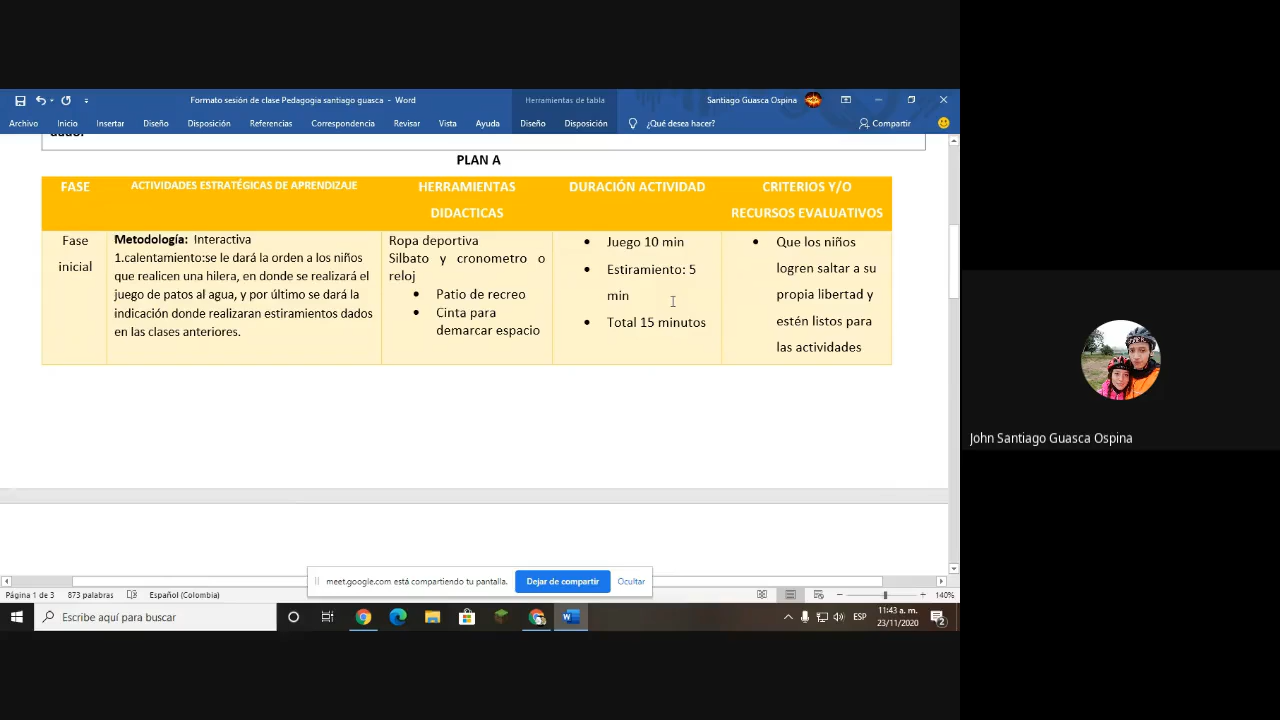 Formato sesión de clase Pedagogia santiago guasca - Word
Herramientas de tabla
Santiago Guasca Ospina
Archivo Inicio Insertar Diseño Disposición Referencias Correspondencia Revisar Vista Ayuda Diseño Disposición ¿Qué desea hacer? Compartir
PLAN A
FASE
ACTIVIDADES ESTRATÉGICAS DE APRENDIZAJE
HERRAMIENTAS
DIDACTICAS
DURACIÓN ACTIVIDAD
CRITERIOS Y/O
RECURSOS EVALUATIVOS
Fase
inicial
Metodología: Interactiva
1.calentamiento:se le dará la orden a los niños
que realicen una hilera, en donde se realizará el
juego de patos al agua, y por último se dará la
indicación donde realizaran estiramientos dados
en las clases anteriores.
Ropa deportiva
Silbato y cronometro o
reloj
• Patio de recreo
• Cinta para
demarcar espacio
• Juego 10 min
• Estiramiento: 5
min
• Total 15 minutos
• Que los niños
logren saltar a su
propia libertad y
estén listos para
las actividades
John Santiago Guasca Ospina
meet.google.com está compartiendo tu pantalla. Dejar de compartir Ocultar
Página 1 de 3 873 palabras Español (Colombia) 140%
Escribe aquí para buscar
ESP
11:43 a. m.
23/11/2020
2